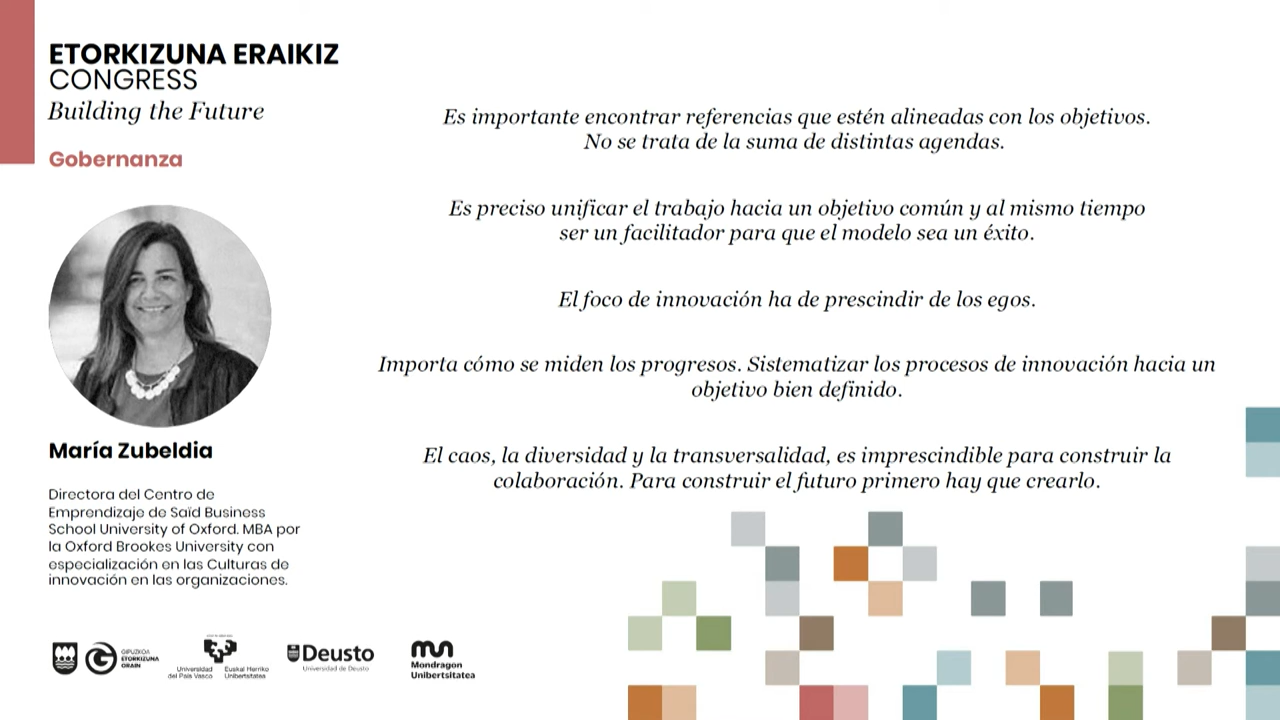 ETORKIZUNA ERAIKIZ
CONGRESS
Building the Future
Gobernanza
María Zubeldia
Directora del Centro de
Emprendizaje de Saïd Business
School University of Oxford. MBA por
la Oxford Brookes University con
especialización en las Culturas de
innovación en las organizaciones.
Es importante encontrar referencias que estén alineadas con los objetivos.
No se trata de la suma de distintas agendas.
Es preciso unificar el trabajo hacia un objetivo común y al mismo tiempo
ser un facilitador para que el modelo sea un éxito.
El foco de innovación ha de prescindir de los egos.
Importa cómo se miden los progresos. Sistematizar los procesos de innovación hacia un
objetivo bien definido.
El caos, la diversidad y la transversalidad, es imprescindible para construir la
colaboración. Para construir el futuro primero hay que crearlo.
GIPUZKOA
ETORKIZUNA
ORAIN
Universidad
del País Vasco
Euskal Herriko
Unibertsitatea
Deusto
Universidad de Deusto
Mondragon
Unibertsitatea